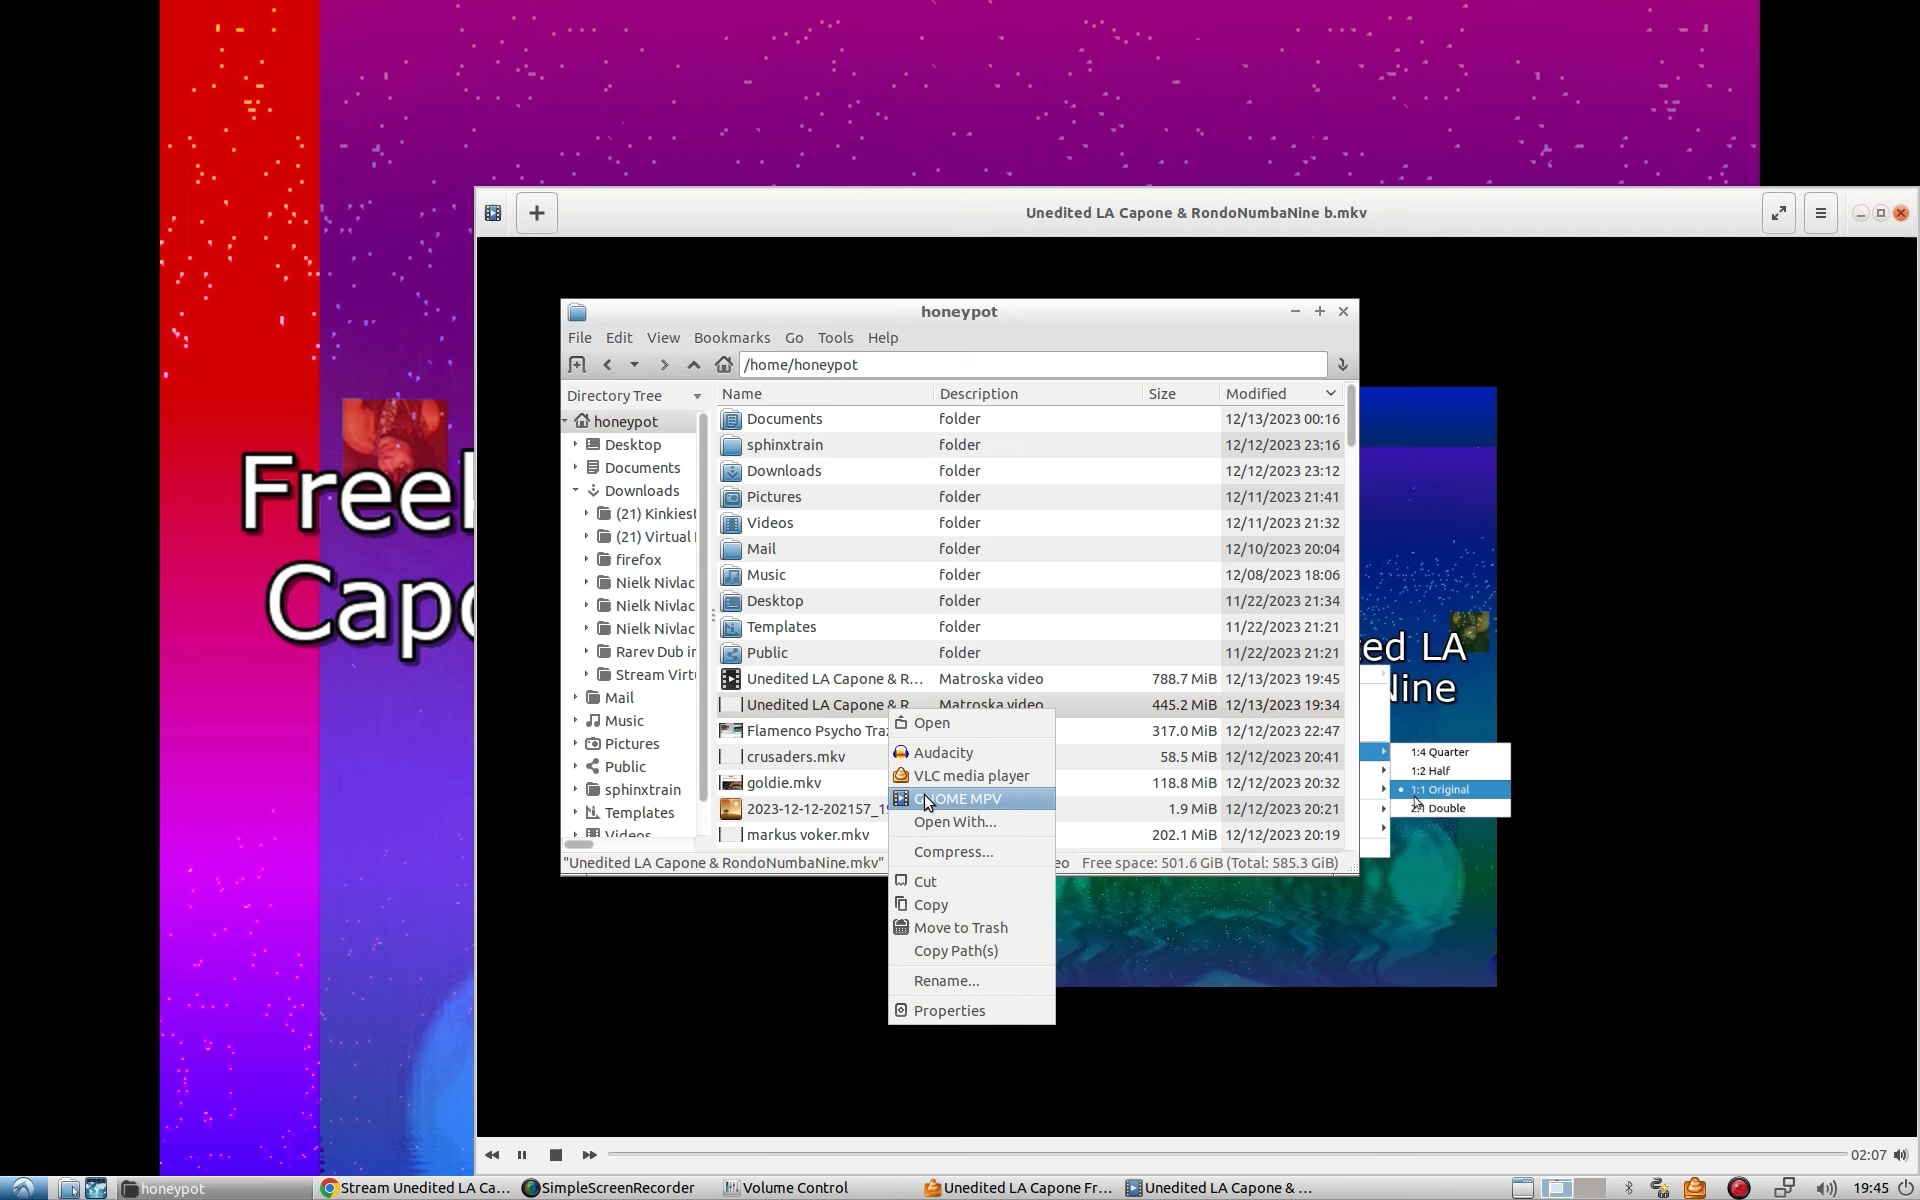 Unedited LA Capone & RondoNumbaNine b.mkv
Free
Capo
honeypot
File Edit View Bookmarks Go Tools Help
/home/honeypot
Directory Tree
honeypot
Desktop
Documents
Downloads
(21) Kinkiest
(21) Virtual
firefox
Nielk Nivlac
Nielk Nivlac
Nielk Nivlac
Rarev Dub in
Stream Virtu
Mail
Music
Pictures
Public
sphinxtrain
Templates
Videos
Name Description Size Modified
Documents folder 12/13/2023 00:16
sphinxtrain folder 12/12/2023 23:16
Downloads folder 12/12/2023 23:12
Pictures folder 12/11/2023 21:41
Videos folder 12/11/2023 21:32
Mail folder 12/10/2023 20:04
Music folder 12/08/2023 18:06
Desktop folder 11/22/2023 21:34
Templates folder 11/22/2023 21:21
Public folder 11/22/2023 21:21
Unedited LA Capone & R... Matroska video 788.7 MiB 12/13/2023 19:45
Unedited LA Capone & R Matroska video 445.2 MiB 12/13/2023 19:34
Flamenco Psycho Tra 317.0 MiB 12/12/2023 22:47
crusaders.mkv 58.5 MiB 12/12/2023 20:41
goldie.mkv 118.8 MiB 12/12/2023 20:32
2023-12-12-202157_1 1.9 MiB 12/12/2023 20:21
markus voker.mkv 202.1 MiB 12/12/2023 20:19
"Unedited LA Capone & RondoNumbaNine.mkv" eo Free space: 501.6 GiB (Total: 585.3 GiB)
Open
Audacity
VLC media player
GNOME MPV
Open With...
Compress...
Cut
Copy
Move to Trash
Copy Path(s)
Rename...
Properties
ted LA
Nine
1:4 Quarter
1:2 Half
1:1 Original
2:1 Double
02:07
honeypot Stream Unedited LA Ca... SimpleScreenRecorder Volume Control Unedited LA Capone Fr... Unedited LA Capone & ... 19:45